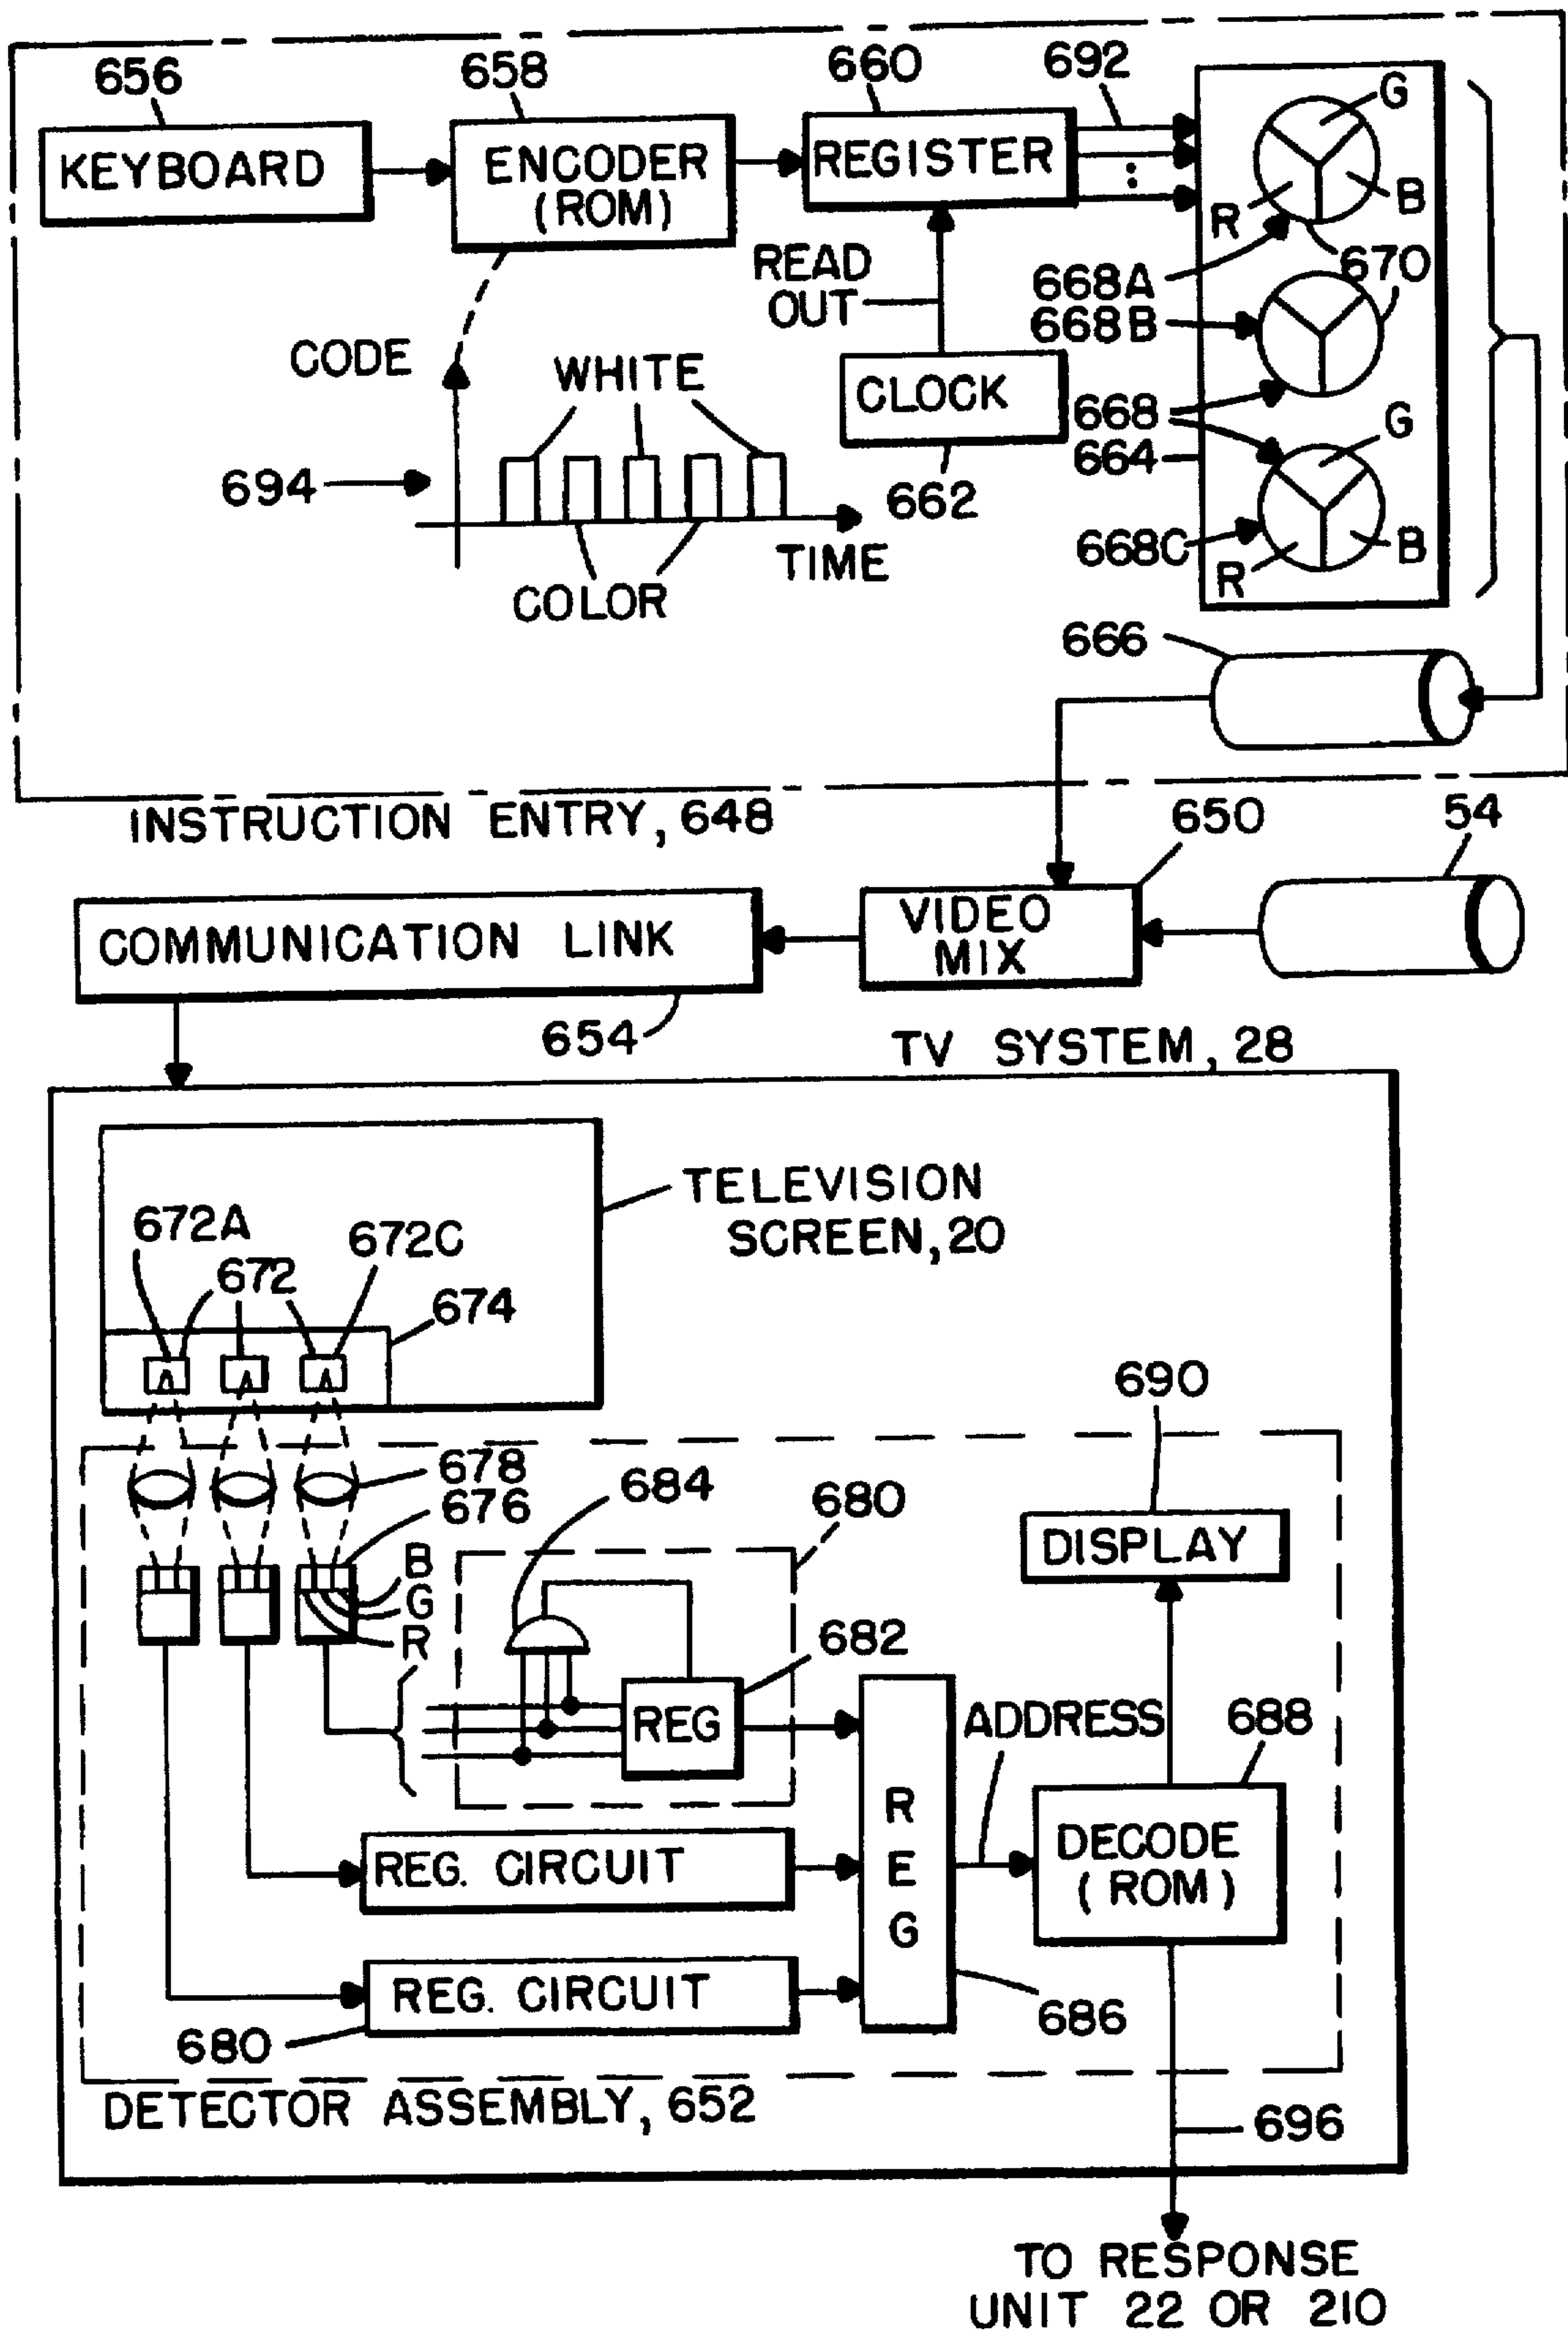 656
658
660
692
KEYBOARD
ENCODER
(ROM)
REGISTER
G
R
B
670
READ
OUT
668A
668B
CODE
WHITE
CLOCK
668
664
G
694
662
668C
B
R
TIME
COLOR
666
INSTRUCTION ENTRY, 648
650
54
COMMUNICATION LINK
VIDEO
MIX
654
TV SYSTEM, 28
TELEVISION
SCREEN, 20
672A
672C
672
674
690
678
676
684
680
DISPLAY
B
G
R
682
REG
ADDRESS
688
REG
DECODE
(ROM)
REG. CIRCUIT
REG. CIRCUIT
686
680
DETECTOR ASSEMBLY, 652
696
TO RESPONSE
UNIT 22 OR 210